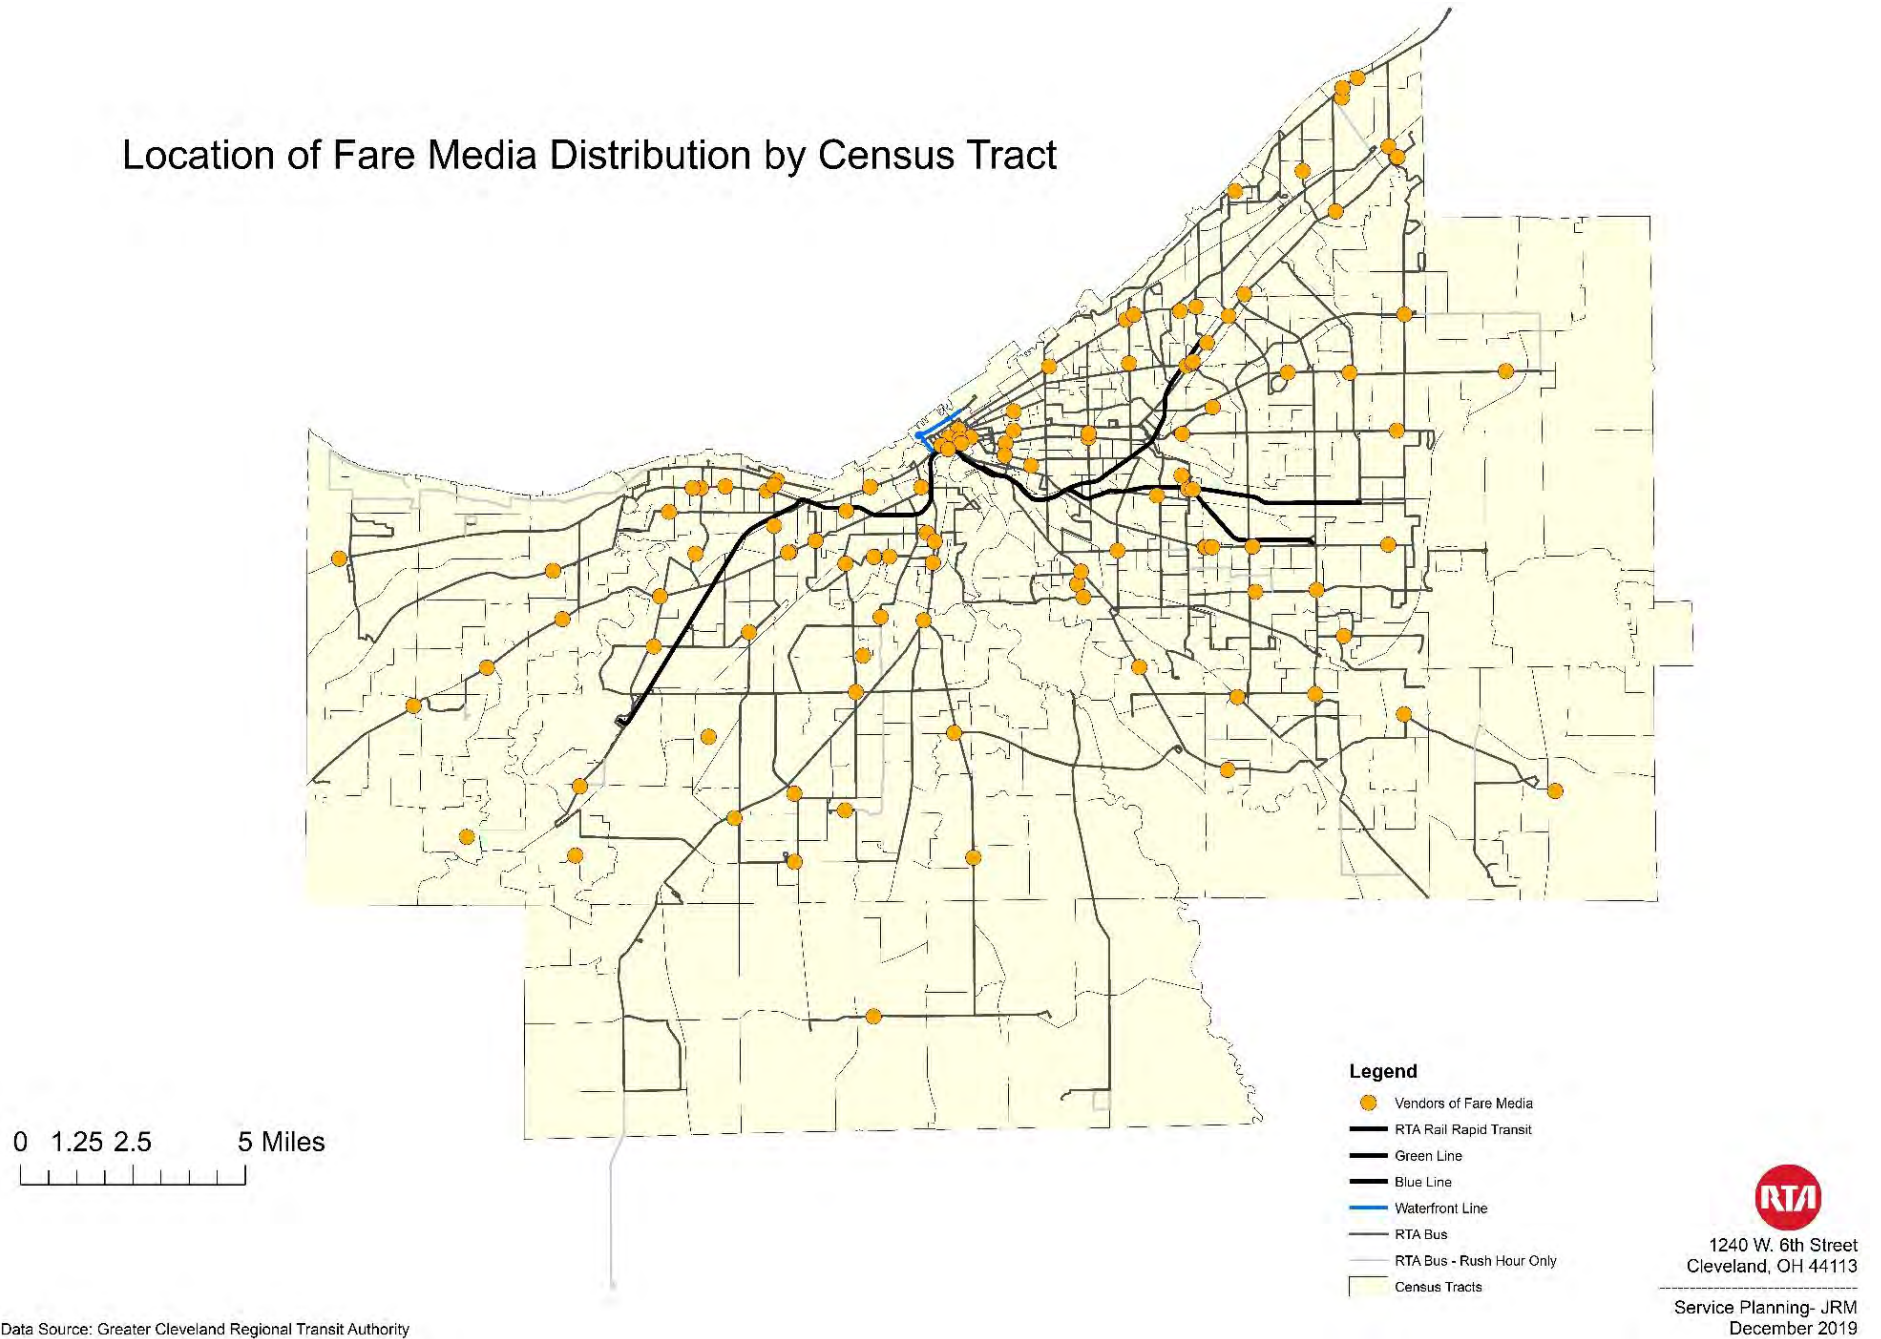 Location of Fare Media Distribution by Census Tract
0 1.25 2.5 5 Miles
Legend
Vendors of Fare Media
RTA Rail Rapid Transit
Green Line
Blue Line
Waterfront Line
RTA Bus
RTA Bus - Rush Hour Only
Census Tracts
RTA
1240 W. 6th Street
Cleveland, OH 44113
Service Planning- JRM
December 2019
Data Source: Greater Cleveland Regional Transit Authority